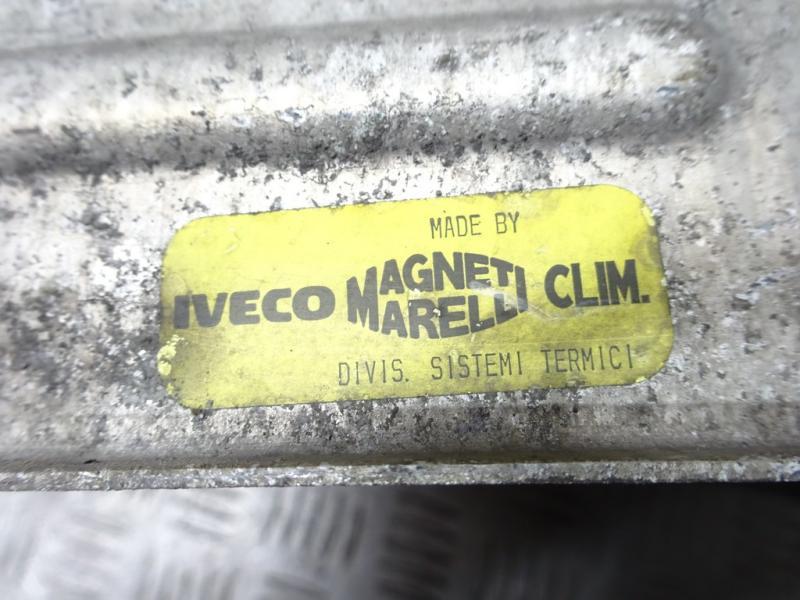 MADE BY
IVECO MAGNETI MARELLI CLIM.
DIVIS. SISTEMI TERMICI